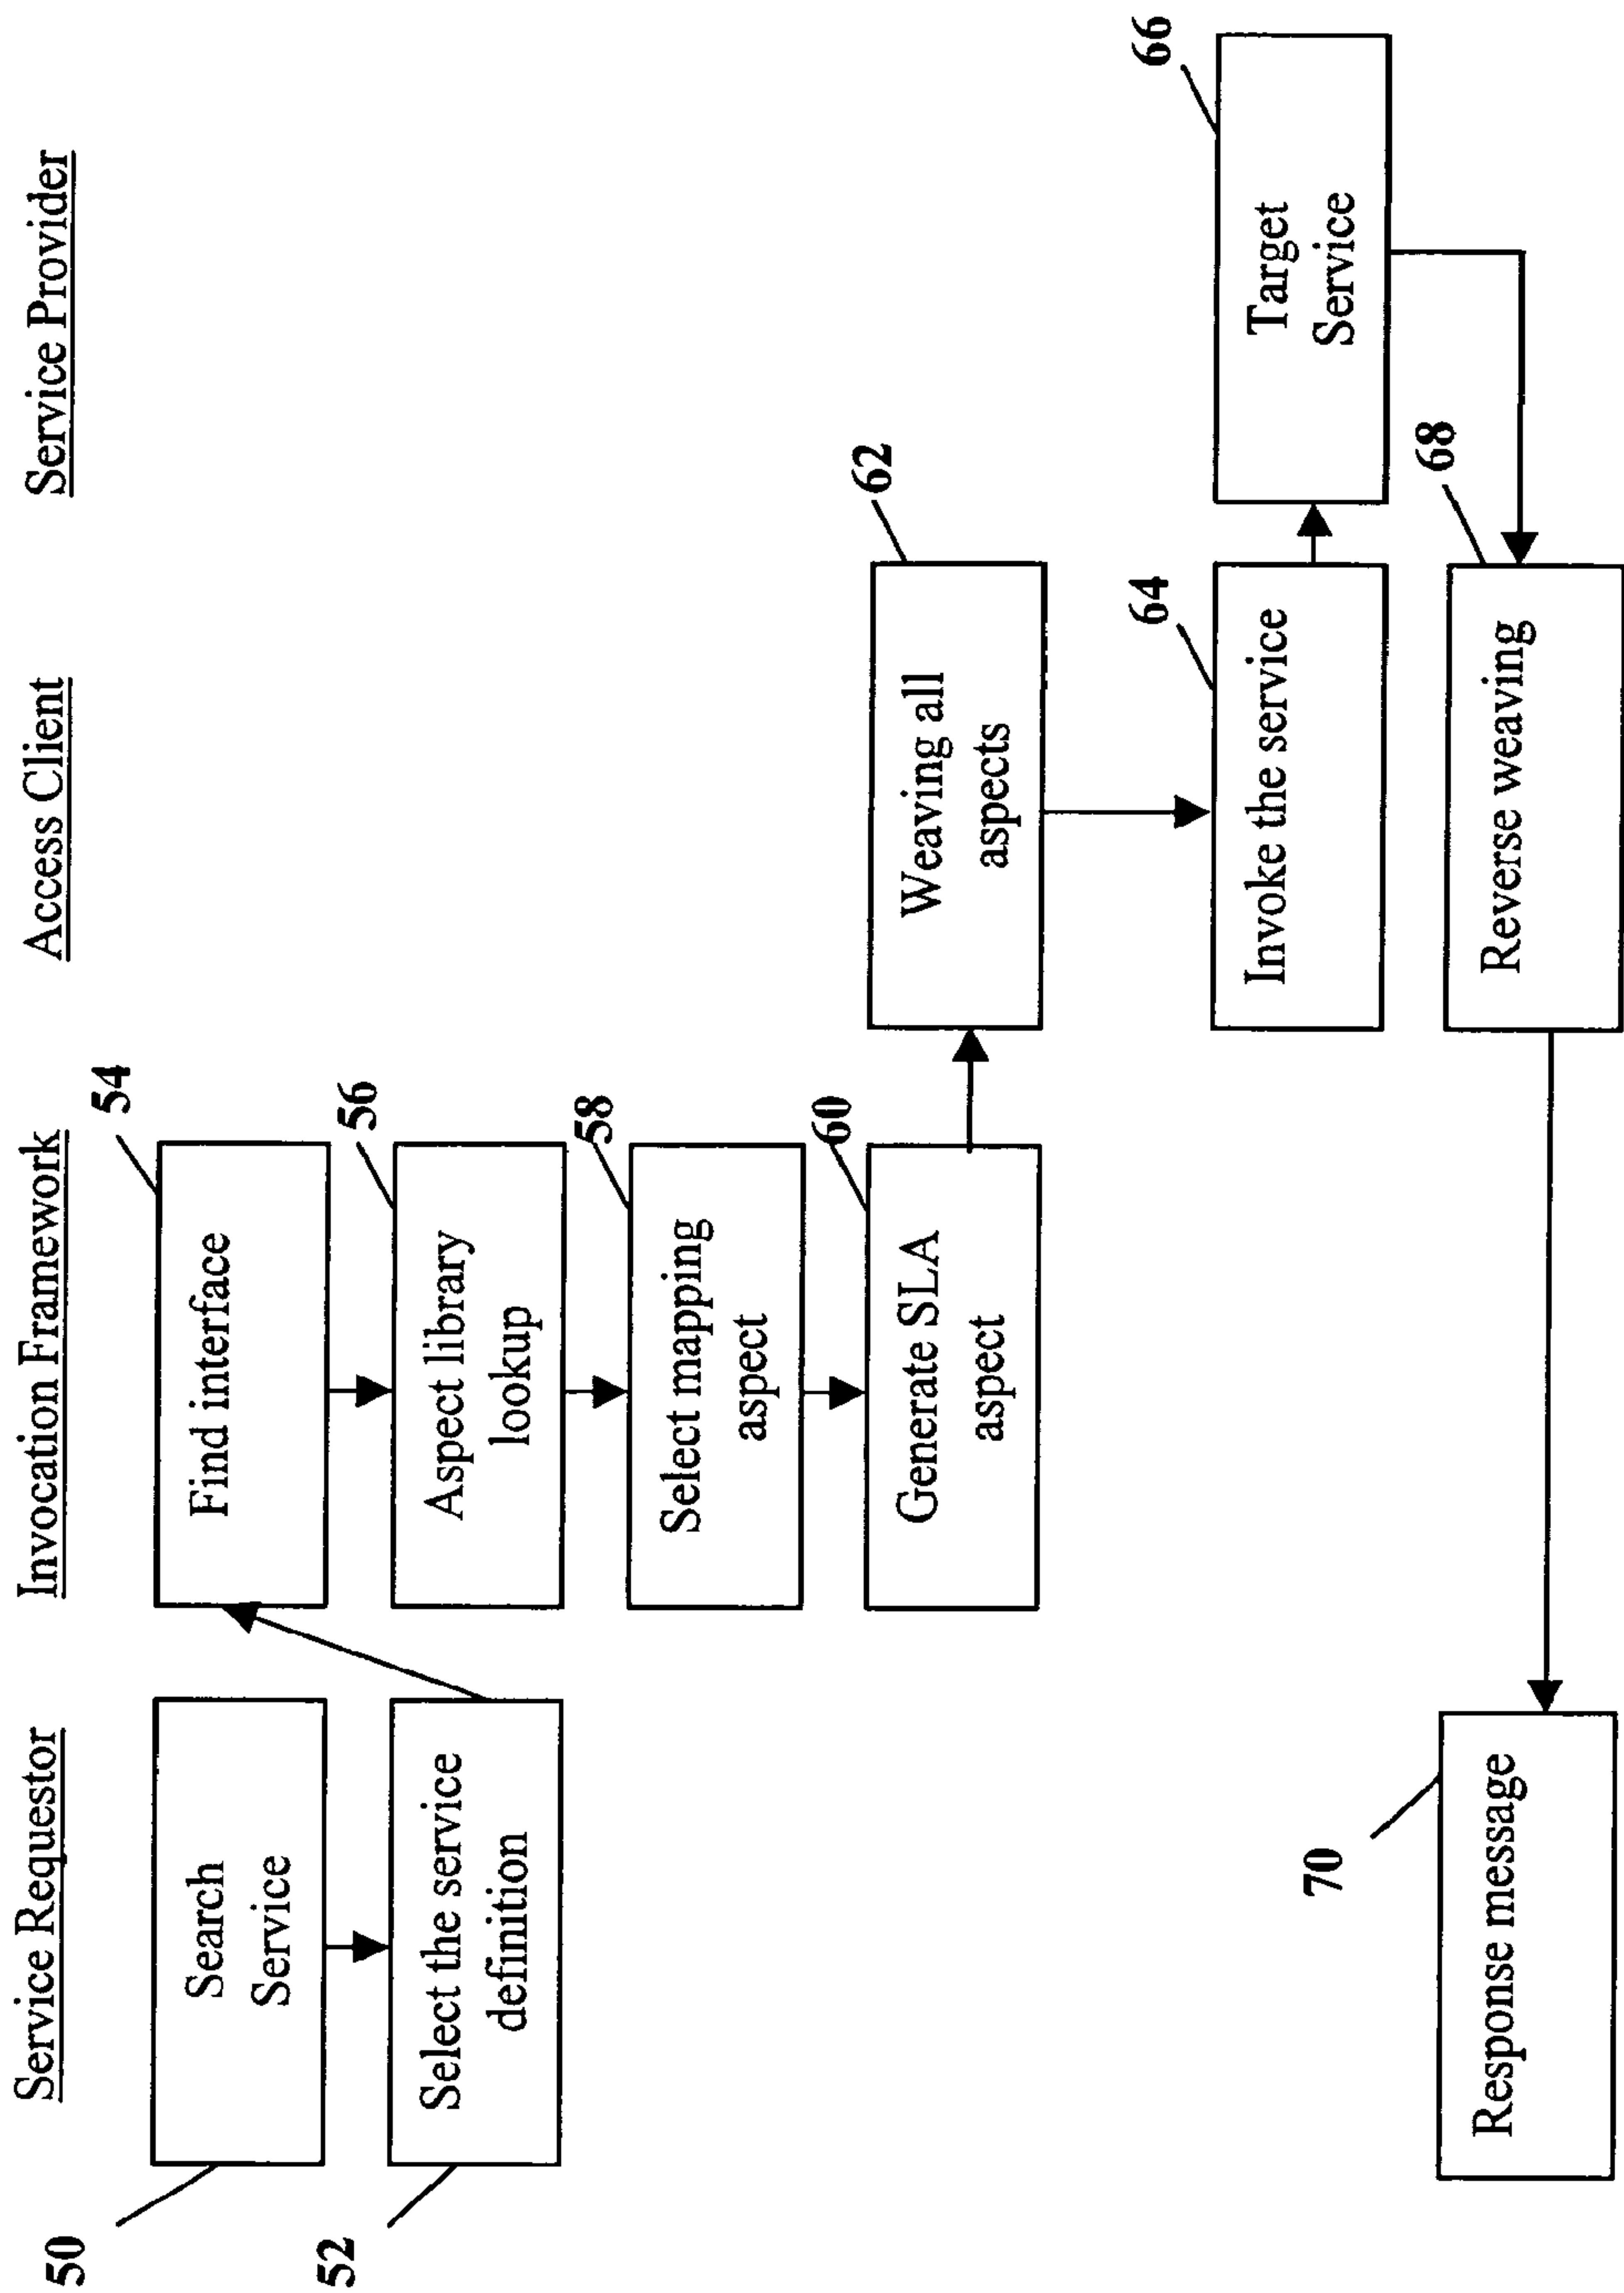 Service Requestor
Invocation Framework
Access Client
Service Provider
50
Search
Service
52
Select the service
definition
54
Find interface
56
Aspect library
lookup
58
Select mapping
aspect
60
Generate SLA
aspect
62
Weaving all
aspects
64
Invoke the service
66
Target
Service
68
Reverse weaving
70
Response message